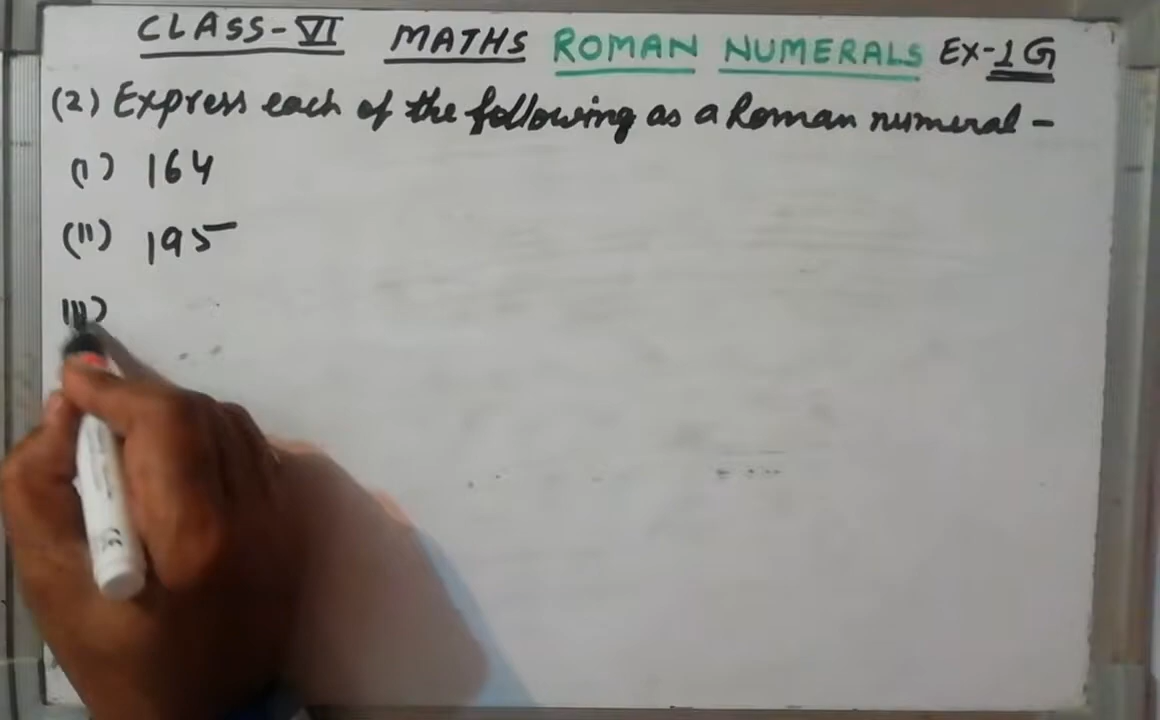 CLASS-VI MATHS ROMAN NUMERALS EX-1G
(2) Express each of the following as a Roman numeral -
(i) 164
(ii) 195
(iii)